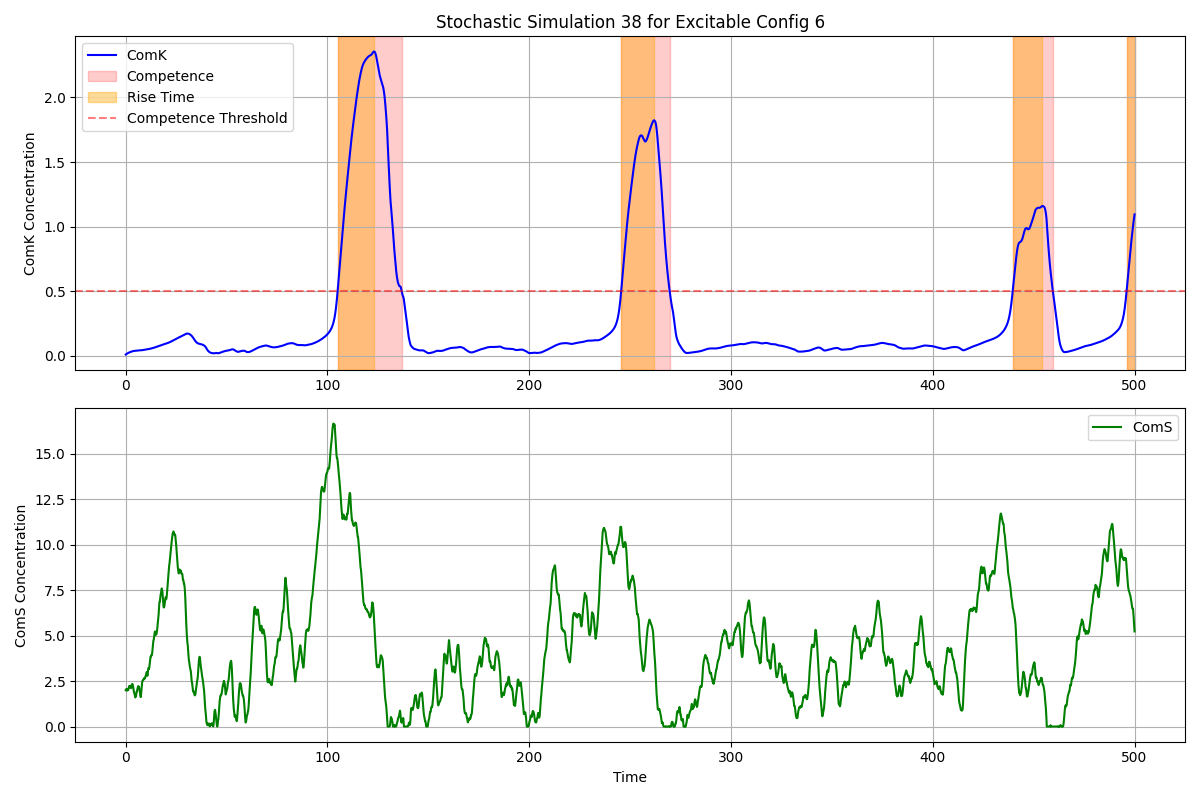 Stochastic Simulation 38 for Excitable Config 6
ComK
Competence
Rise Time
Competence Threshold
ComK Concentration
2.0
1.5
1.0
0.5
0.0
0 100 200 300 400 500
ComS
ComS Concentration
15.0
12.5
10.0
7.5
5.0
2.5
0.0
0 100 200 300 400 500
Time